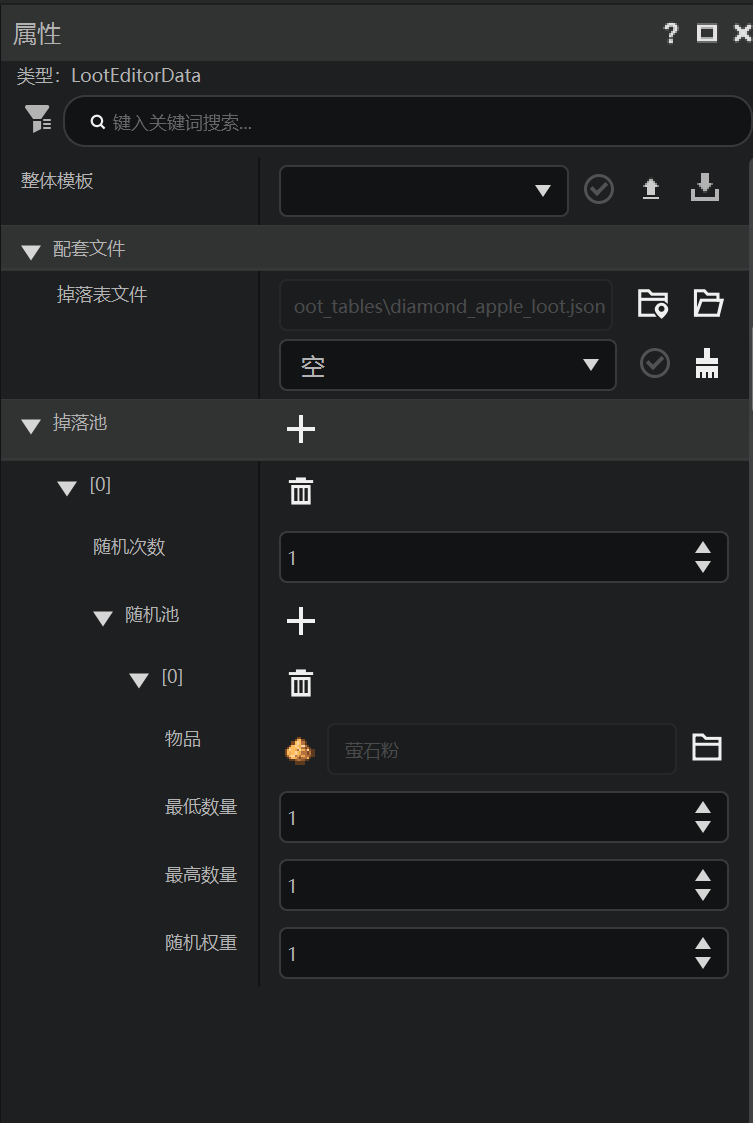 属性
类型：LootEditorData
键入关键词搜索...
整体模板
配套文件
掉落表文件
oot_tables\diamond_apple_loot.json
空
掉落池
[0]
随机次数
1
随机池
[0]
物品
萤石粉
最低数量
1
最高数量
1
随机权重
1